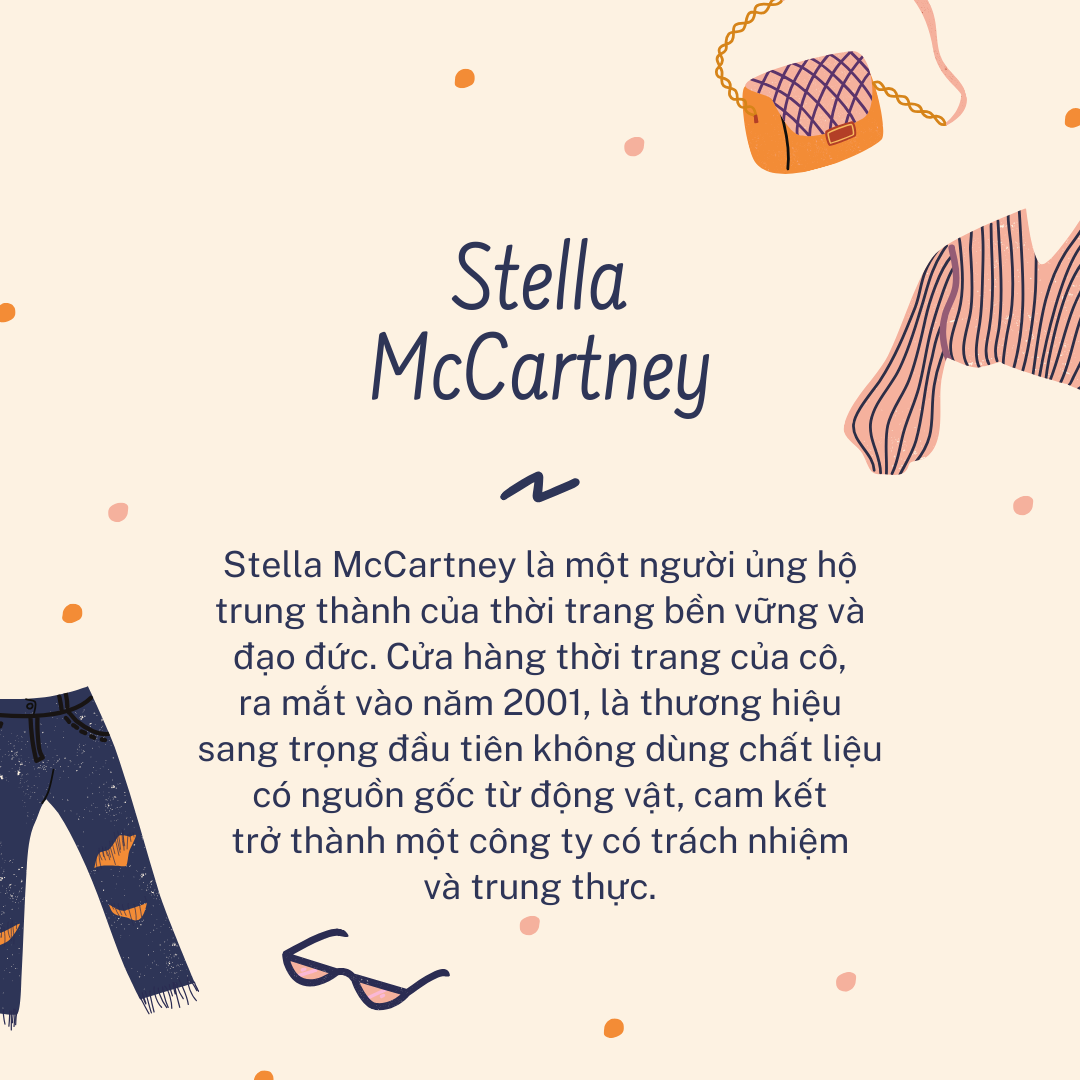 Stella
McCartney
Stella McCartney là một người ủng hộ
trung thành của thời trang bền vững và
đạo đức. Cửa hàng thời trang của cô,
ra mắt vào năm 2001, là thương hiệu
sang trọng đầu tiên không dùng chất liệu
có nguồn gốc từ động vật, cam kết
trở thành một công ty có trách nhiệm
và trung thực.